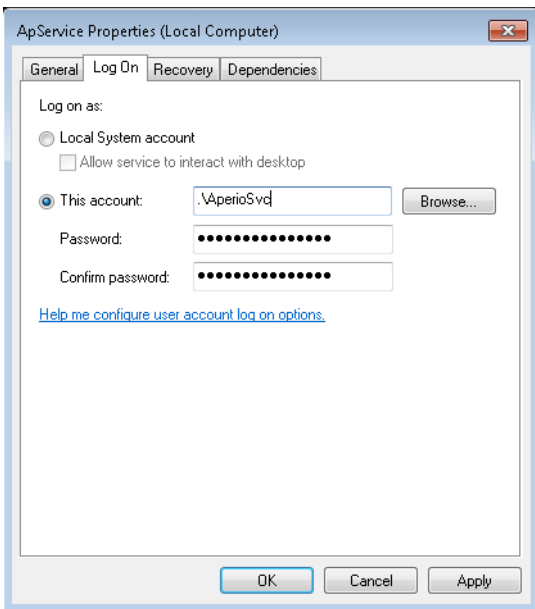 ApService Properties (Local Computer)
General Log On Recovery Dependencies
Log on as:
Local System account
Allow service to interact with desktop
This account: .\AperioSvc Browse...
Password: ●●●●●●●●●●●●●●●
Confirm password: ●●●●●●●●●●●●●●●
Help me configure user account log on options.
OK Cancel Apply